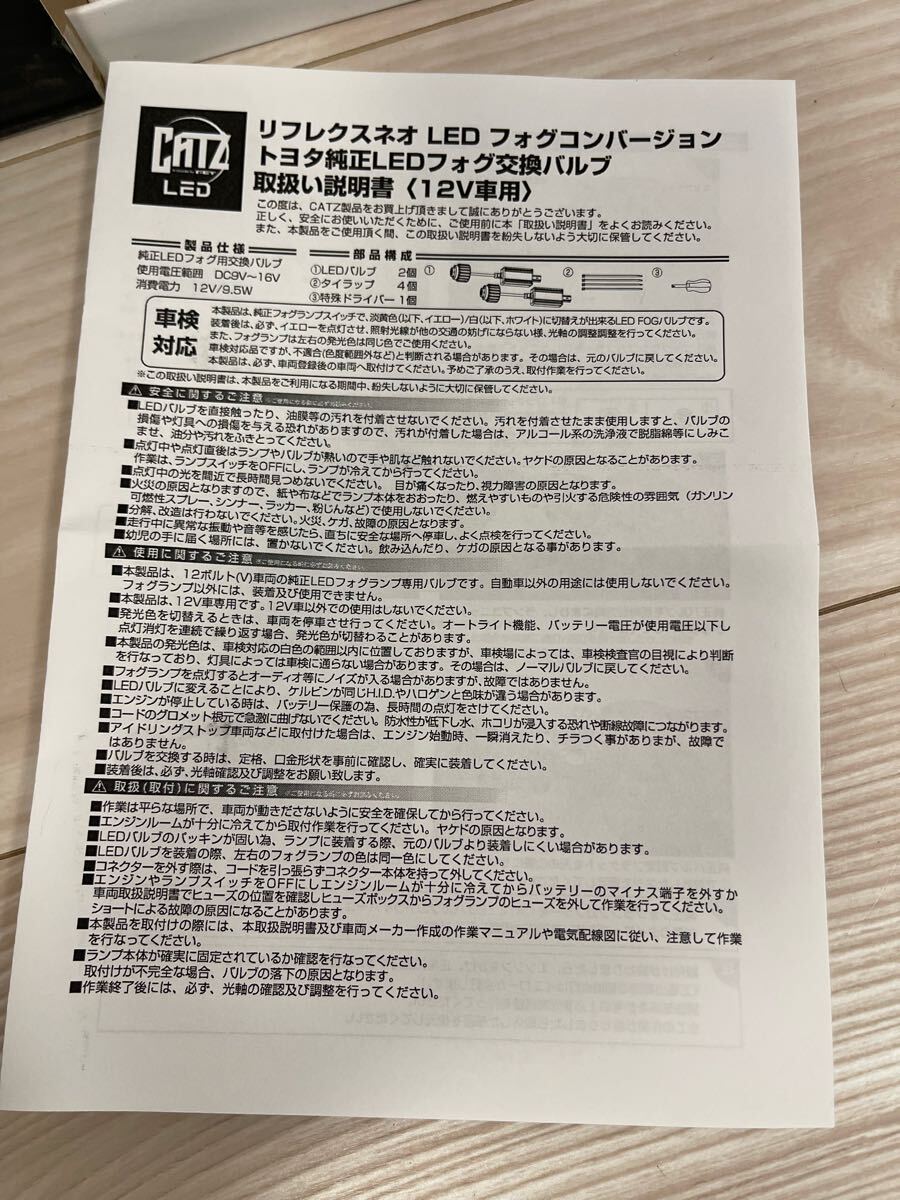 CATZ
LED
リフレクスネオ LED フォグコンバージョン
トヨタ純正LEDフォグ交換バルブ
取扱い説明書〈12V車用〉
この度は、CATZ製品をお買上げ頂きまして誠にありがとうございます。
正しく、安全にお使いいただくために、ご使用前に本「取扱い説明書」をよくお読みください。
また、本製品をご使用頂く間、この取扱い説明書を紛失しないよう大切に保管してください。
製品仕様
純正LEDフォグ用交換バルブ
使用電圧範囲 DC9V～16V
消費電力 12V/9.5W
部品構成
①LEDバルブ 2個
②タイラップ 4個
③特殊ドライバー 1個
① ② ③
車検
対応
本製品は、純正フォグランプスイッチで、淡黄色(以下、イエロー)/白(以下、ホワイト)に切替えが出来るLED FOGバルブです。
装着後は、必ず、イエローを点灯させ、照射光線が他の交通の妨げにならない様、光軸の調整調整を行ってください。
また、フォグランプは左右の発光色は同じ色でご使用ください。
車検対応品ですが、不適合(色度範囲外など)と判断される場合があります。その場合は、元のバルブに戻してください。
本製品は、必ず、車両登録後の車両へ取付けてください。予めご了承のうえ、取付作業を行ってください。
※この取扱い説明書は、本製品をご利用になる期間中、紛失しないように大切に保管してください。
⚠ 安全に関するご注意 ※ご使用になる前に必ずお読みください。
■LEDバルブを直接触ったり、油膜等の汚れを付着させないでください。汚れを付着させたまま使用しますと、バルブの
損傷や灯具への損傷を与える恐れがありますので、汚れが付着した場合は、アルコール系の洗浄液で脱脂綿等にしみこ
ませ、油分や汚れをふきとってください。
■点灯中や点灯直後はランプやバルブが熱いので手や肌など触れないでください。ヤケドの原因となることがあります。
作業は、ランプスイッチをOFFにし、ランプが冷えてから行ってください。
■点灯中の光を間近で長時間見つめないでください。 目が痛くなったり、視力障害の原因となります。
■火災の原因となりますので、紙や布などでランプ本体をおおったり、燃えやすいものや引火する危険性の雰囲気（ガソリン
可燃性スプレー、シンナー、ラッカー、粉じんなど）で使用しないでください。
■分解、改造は行わないでください。火災、ケガ、故障の原因となります。
■走行中に異常な振動や音等を感じたら、直ちに安全な場所へ停車し、よく点検を行ってください。
■幼児の手に届く場所には、置かないでください。飲み込んだり、ケガの原因となる事があります。
⚠ 使用に関するご注意 ※ご使用になる前に必ずお読みください。
■本製品は、12ボルト(V)車両の純正LEDフォグランプ専用バルブです。自動車以外の用途には使用しないでください。
フォグランプ以外には、装着及び使用できません。
■本製品は、12V車専用です。12V車以外での使用はしないでください。
■発光色を切替えるときは、車両を停車させ行ってください。オートライト機能、バッテリー電圧が使用電圧以下し
点灯消灯を連続で繰り返す場合、発光色が切替わることがあります。
■本製品の発光色は、車検対応の白色の範囲以内に位置しておりますが、車検場によっては、車検検査官の目視により判断
を行なっており、灯具によっては車検に通らない場合があります。その場合は、ノーマルバルブに戻してください。
■フォグランプを点灯するとオーディオ等にノイズが入る場合がありますが、故障ではありません。
■LEDバルブに変えることにより、ケルビンが同じH.I.D.やハロゲンと色味が違う場合があります。
■エンジンが停止している時は、バッテリー保護の為、長時間の点灯をさけてください。
■コードのグロメット根元で急激に曲げないでください。防水性が低下し水、ホコリが浸入する恐れや断線故障につながります。
■アイドリングストップ車両などに取付けた場合は、エンジン始動時、一瞬消えたり、チラつく事がありまが、故障で
はありません。
■バルブを交換する時は、定格、口金形状を事前に確認し、確実に装着してください。
■装着後は、必ず、光軸確認及び調整をお願い致します。
⚠ 取扱(取付)に関するご注意 ※ご使用になる前に必ずお読みください。
■作業は平らな場所で、車両が動きださないように安全を確保してから行ってください。
■エンジンルームが十分に冷えてから取付作業を行ってください。ヤケドの原因となります。
■LEDバルブのパッキンが固い為、ランプに装着する際、元のバルブより装着しにくい場合があります。
■LEDバルブを装着の際、左右のフォグランプの色は同一色にしてください。
■コネクターを外す際は、コードを引っ張らずコネクター本体を持って外してください。
■エンジンやランプスイッチをOFFにしエンジンルームが十分に冷えてからバッテリーのマイナス端子を外すか
車両取扱説明書でヒューズの位置を確認しヒューズボックスからフォグランプのヒューズを外して作業を行ってください。
ショートによる故障の原因になることがあります。
■本製品を取付けの際には、本取扱説明書及び車両メーカー作成の作業マニュアルや電気配線図に従い、注意して作業
を行なってください。
■ランプ本体が確実に固定されているか確認を行なってください。
取付けが不完全な場合、バルブの落下の原因となります。
■作業終了後には、必ず、光軸の確認及び調整を行ってください。